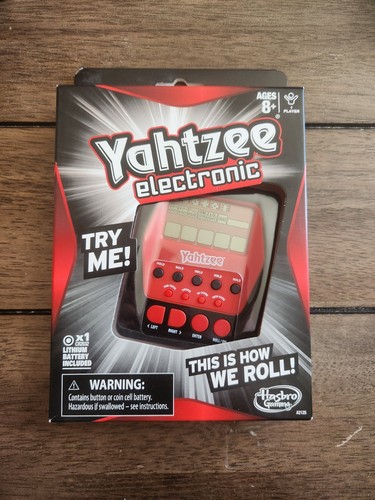 AGES
8+
1
PLAYER
Yahtzee
electronic
TRY
ME!
Yahtzee
HOLD HOLD HOLD HOLD HOLD
< LEFT RIGHT > ENTER
x1
LITHIUM
BATTERY
INCLUDED
THIS IS HOW
WE ROLL!
WARNING:
Contains button or coin cell battery.
Hazardous if swallowed – see instructions.
Hasbro
Gaming